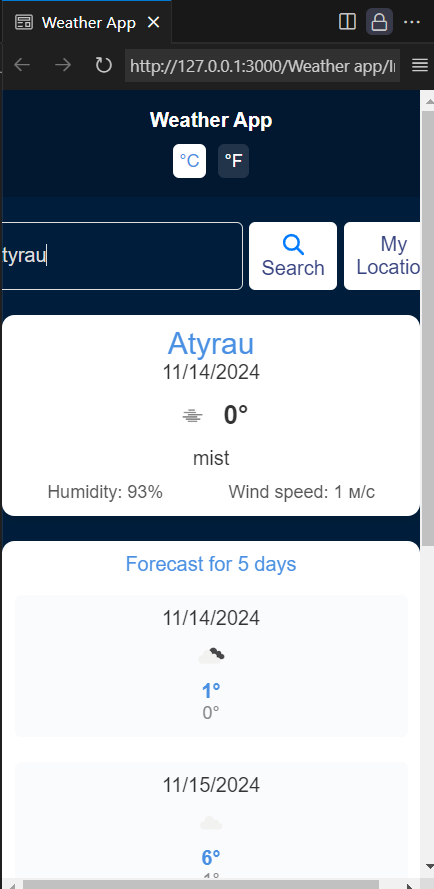 Weather App
http://127.0.0.1:3000/Weather app/I
Weather App
°C °F
tyrau
Search
My
Locatio
Atyrau
11/14/2024
0°
mist
Humidity: 93% Wind speed: 1 м/с
Forecast for 5 days
11/14/2024
1°
0°
11/15/2024
6°